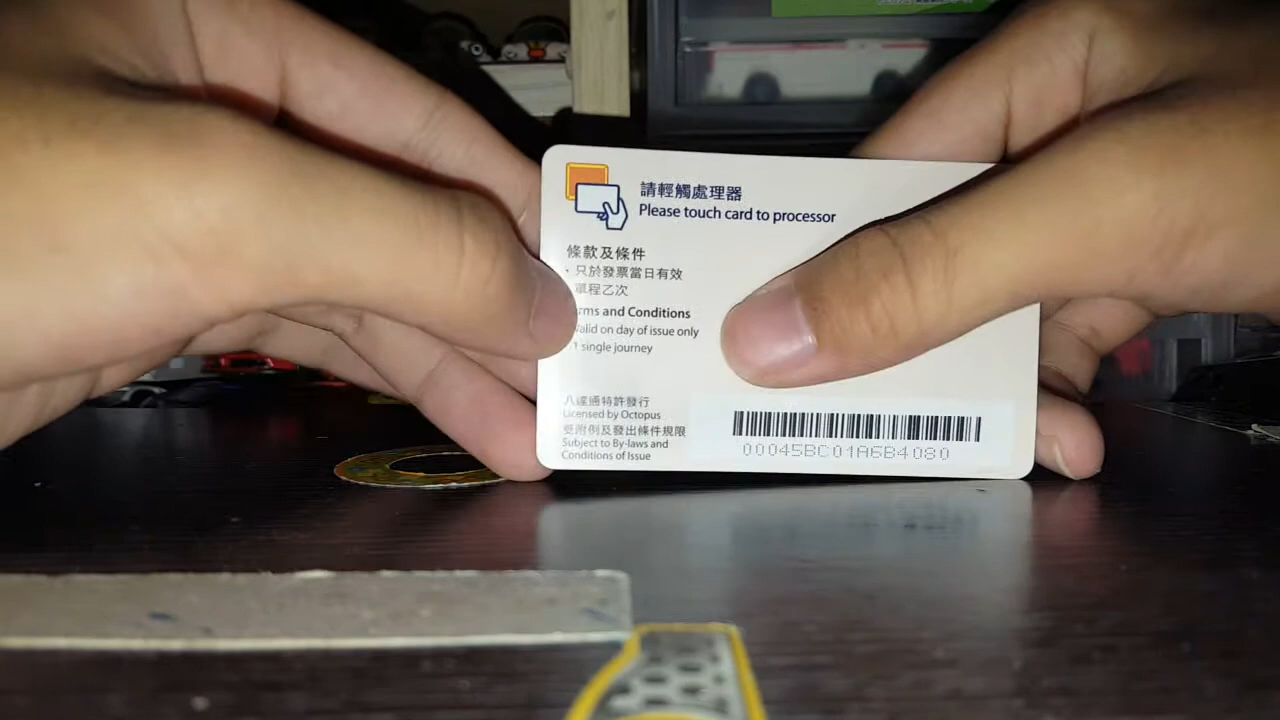 請輕觸處理器
Please touch card to processor
條款及條件
· 只於發票當日有效
單程乙次
rms and Conditions
Valid on day of issue only
1 single journey
八達通特許發行
Licensed by Octopus
受附例及發出條件規限
Subject to By-laws and
Conditions of Issue
00045BC01A6B4080